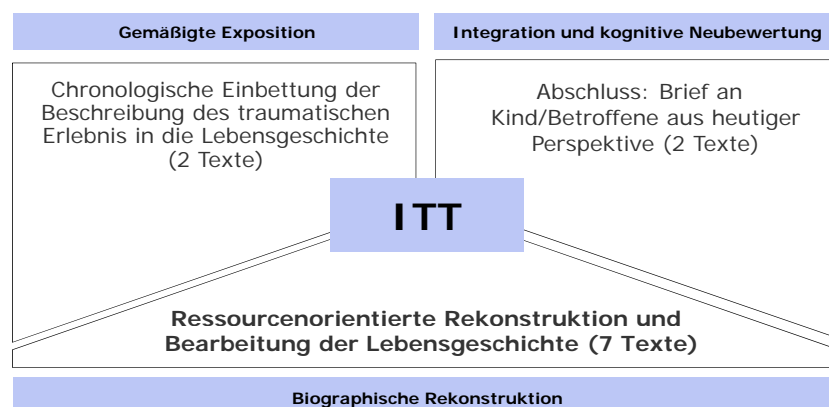 Gemäßigte Exposition
Integration und kognitive Neubewertung
Chronologische Einbettung der
Beschreibung des traumatischen
Erlebnis in die Lebensgeschichte
(2 Texte)
Abschluss: Brief an
Kind/Betroffene aus heutiger
Perspektive (2 Texte)
ITT
Ressourcenorientierte Rekonstruktion und
Bearbeitung der Lebensgeschichte (7 Texte)
Biographische Rekonstruktion